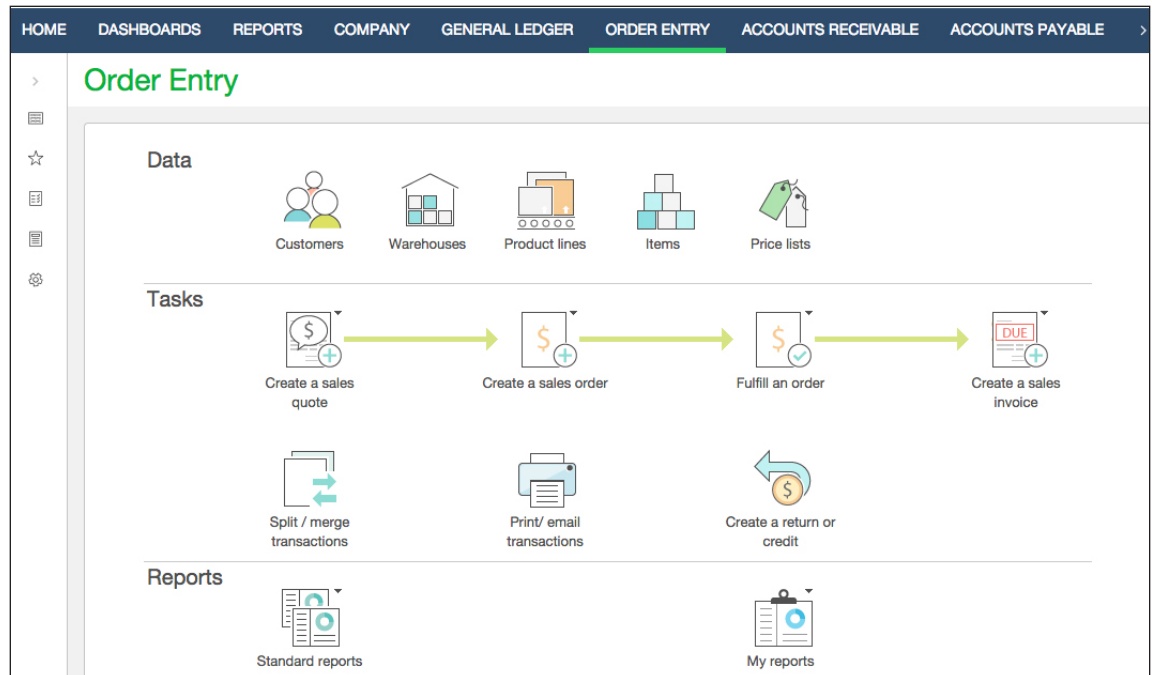 HOME DASHBOARDS REPORTS COMPANY GENERAL LEDGER ORDER ENTRY ACCOUNTS RECEIVABLE ACCOUNTS PAYABLE >
Order Entry
Data
Customers Warehouses Product lines Items Price lists
Tasks
$ $ $ DUE
Create a sales quote
Create a sales order
Fulfill an order
Create a sales invoice
Split / merge transactions
Print/ email transactions
$
Create a return or credit
Reports
Standard reports My reports